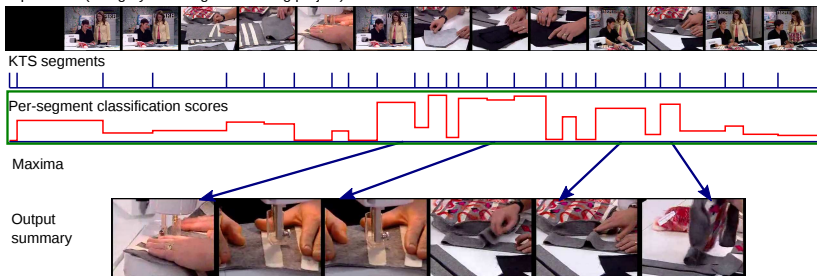 KTS segments
Per-segment classification scores
Maxima
Output
summary